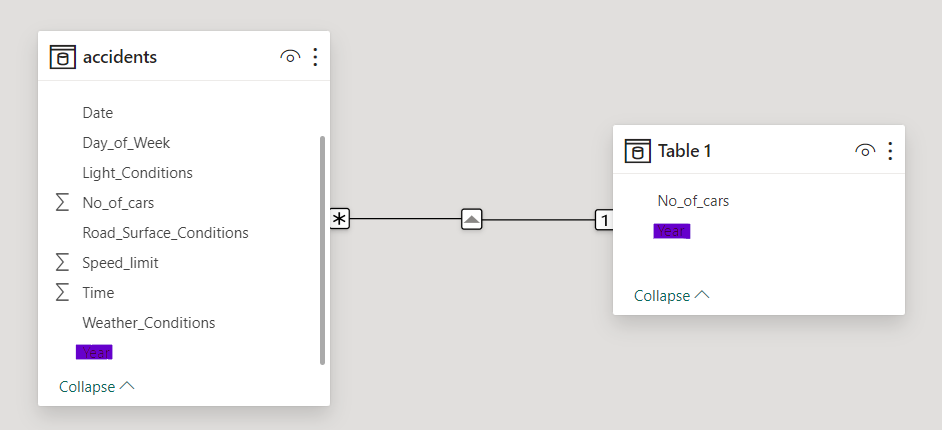 accidents
Date
Day_of_Week
Light_Conditions
No_of_cars
Road_Surface_Conditions
Speed_limit
Time
Weather_Conditions
Year
Collapse
*
1
Table 1
No_of_cars
Year
Collapse